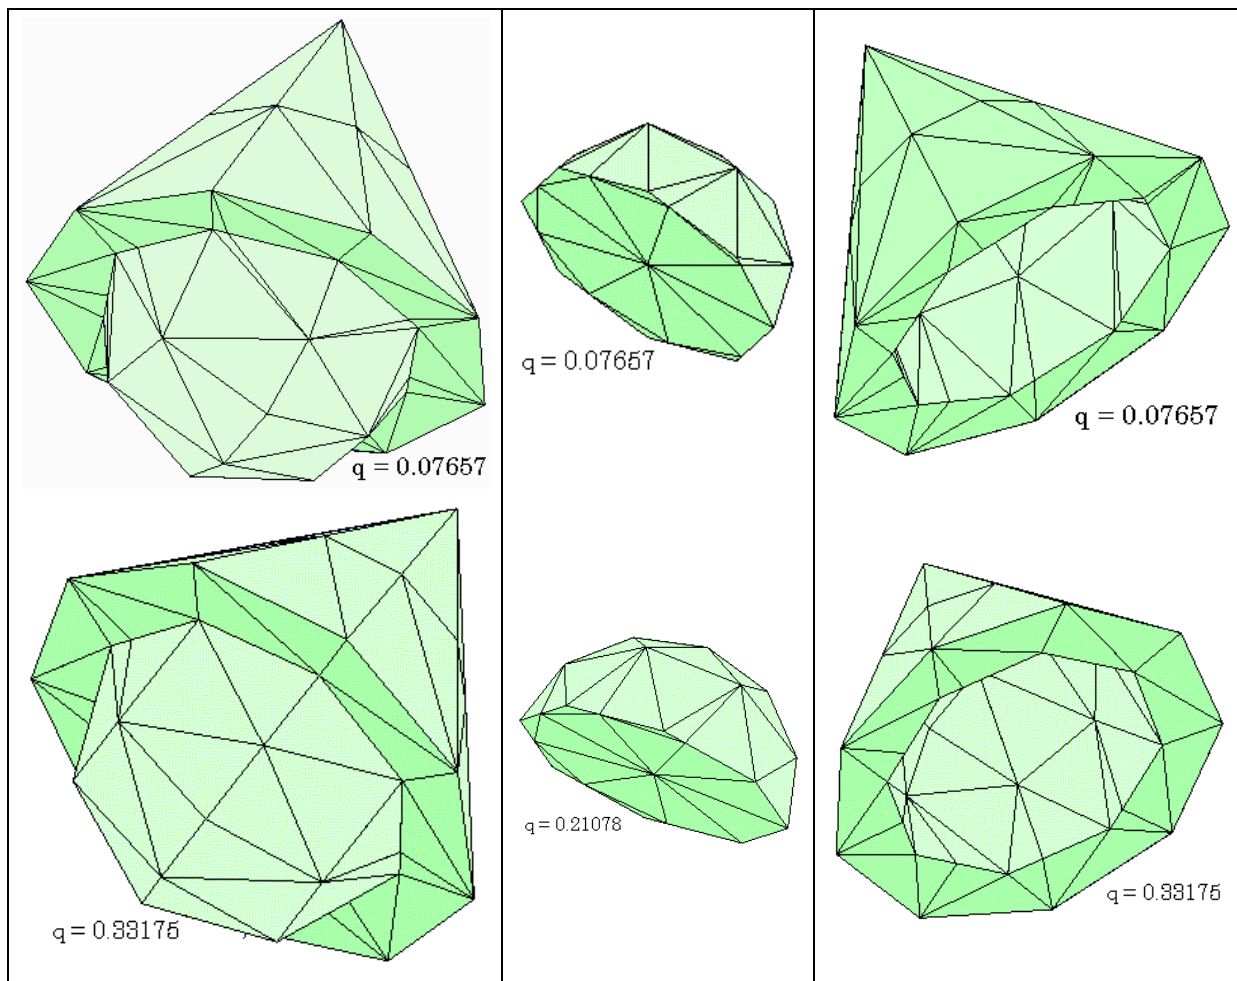 q = 0.07657
q = 0.07657
q = 0.07657
q = 0.33175
q = 0.21078
q = 0.33175